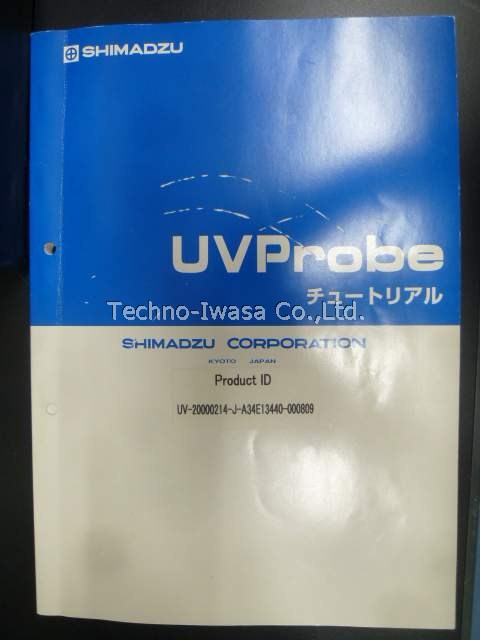 SHIMADZU
UVProbe
チュートリアル
Techno-Iwasa Co.,Ltd.
SHIMADZU CORPORATION
KYOTO JAPAN
Product ID
UV-20000214-J-A34E13440-000809